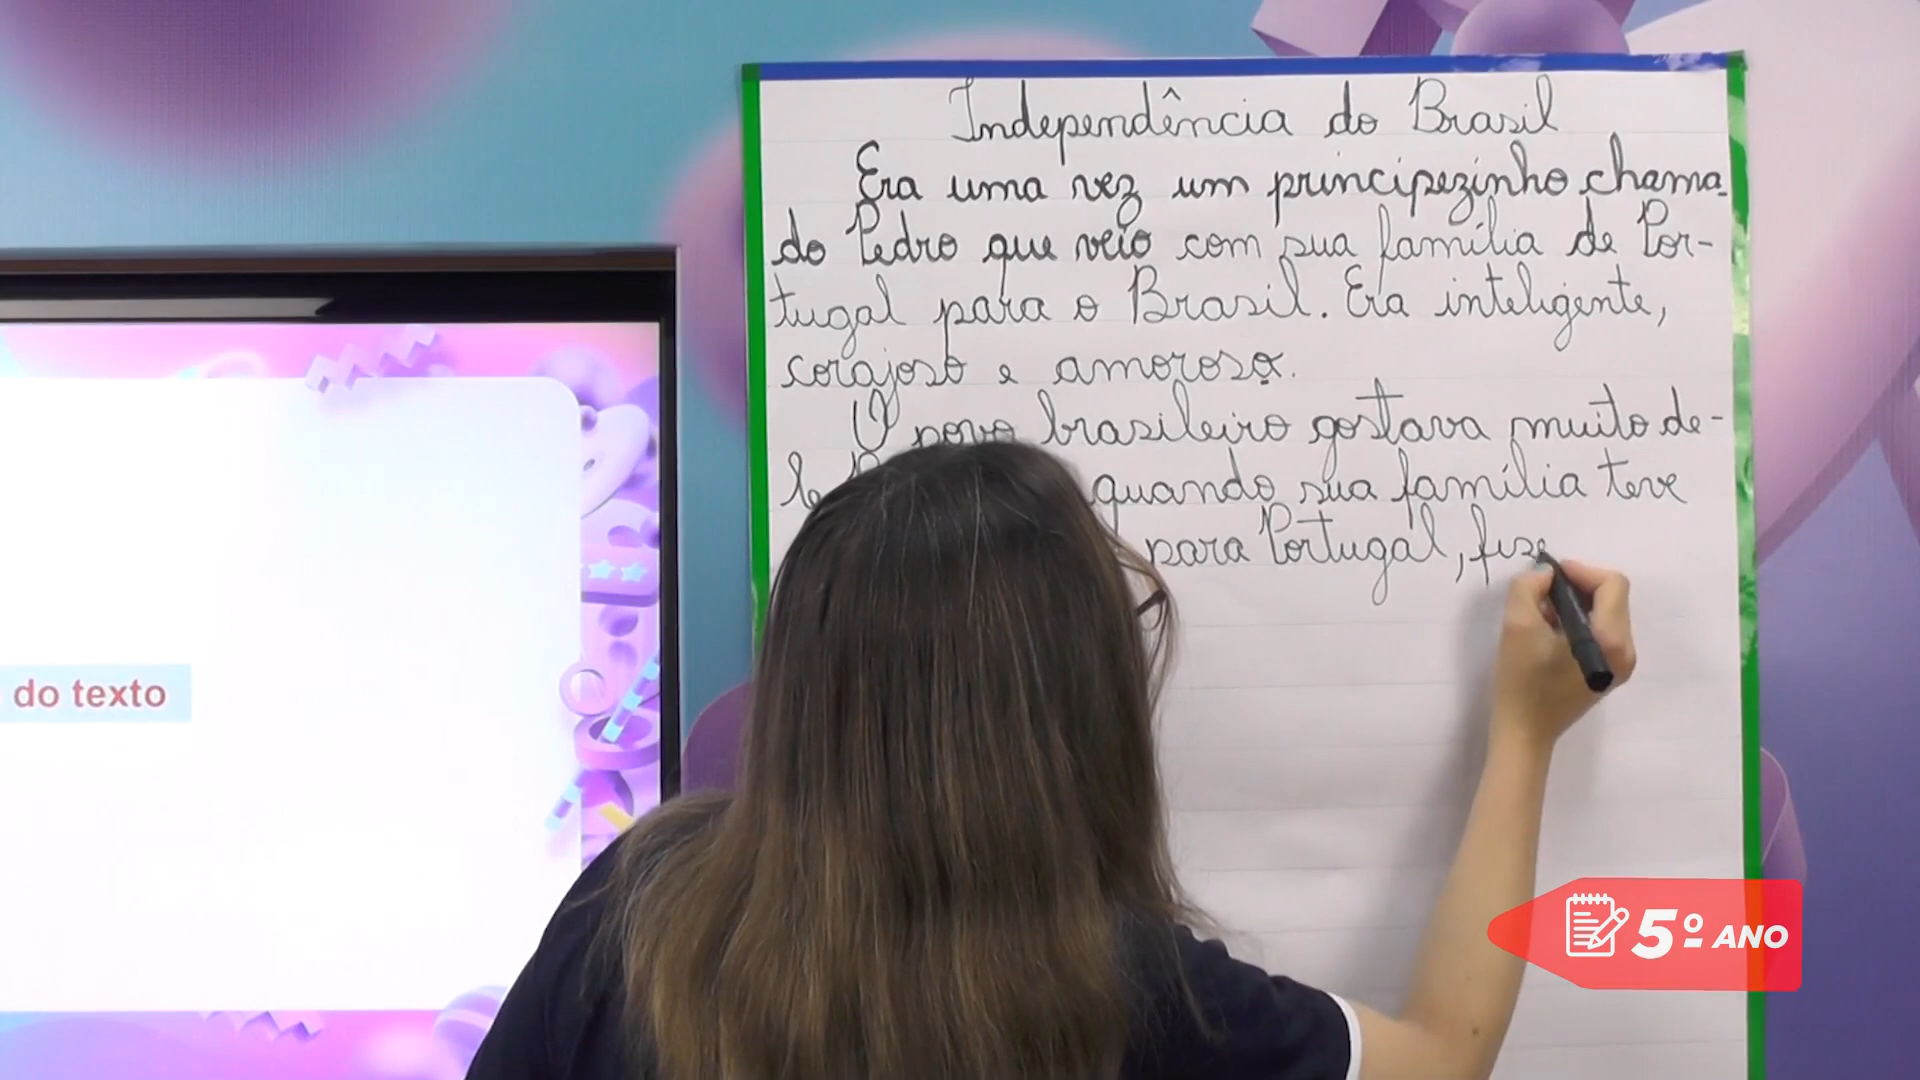 Independência do Brasil
Era uma vez um principezinho chama-
do Pedro que veio com sua família de Por-
tugal para o Brasil. Era inteligente,
corajoso e amoroso.
O povo brasileiro gostava muito de-
le quando sua família teve
para Portugal, fize
do texto
5º ANO